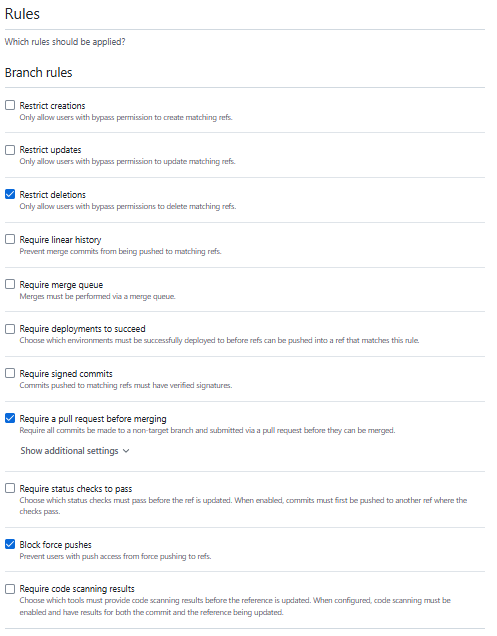 Rules
Which rules should be applied?
Branch rules
Restrict creations
Only allow users with bypass permission to create matching refs.
Restrict updates
Only allow users with bypass permission to update matching refs.
Restrict deletions
Only allow users with bypass permissions to delete matching refs.
Require linear history
Prevent merge commits from being pushed to matching refs.
Require merge queue
Merges must be performed via a merge queue.
Require deployments to succeed
Choose which environments must be successfully deployed to before refs can be pushed into a ref that matches this rule.
Require signed commits
Commits pushed to matching refs must have verified signatures.
Require a pull request before merging
Require all commits be made to a non-target branch and submitted via a pull request before they can be merged.
Show additional settings
Require status checks to pass
Choose which status checks must pass before the ref is updated. When enabled, commits must first be pushed to another ref where the
checks pass.
Block force pushes
Prevent users with push access from force pushing to refs.
Require code scanning results
Choose which tools must provide code scanning results before the reference is updated. When configured, code scanning must be
enabled and have results for both the commit and the reference being updated.